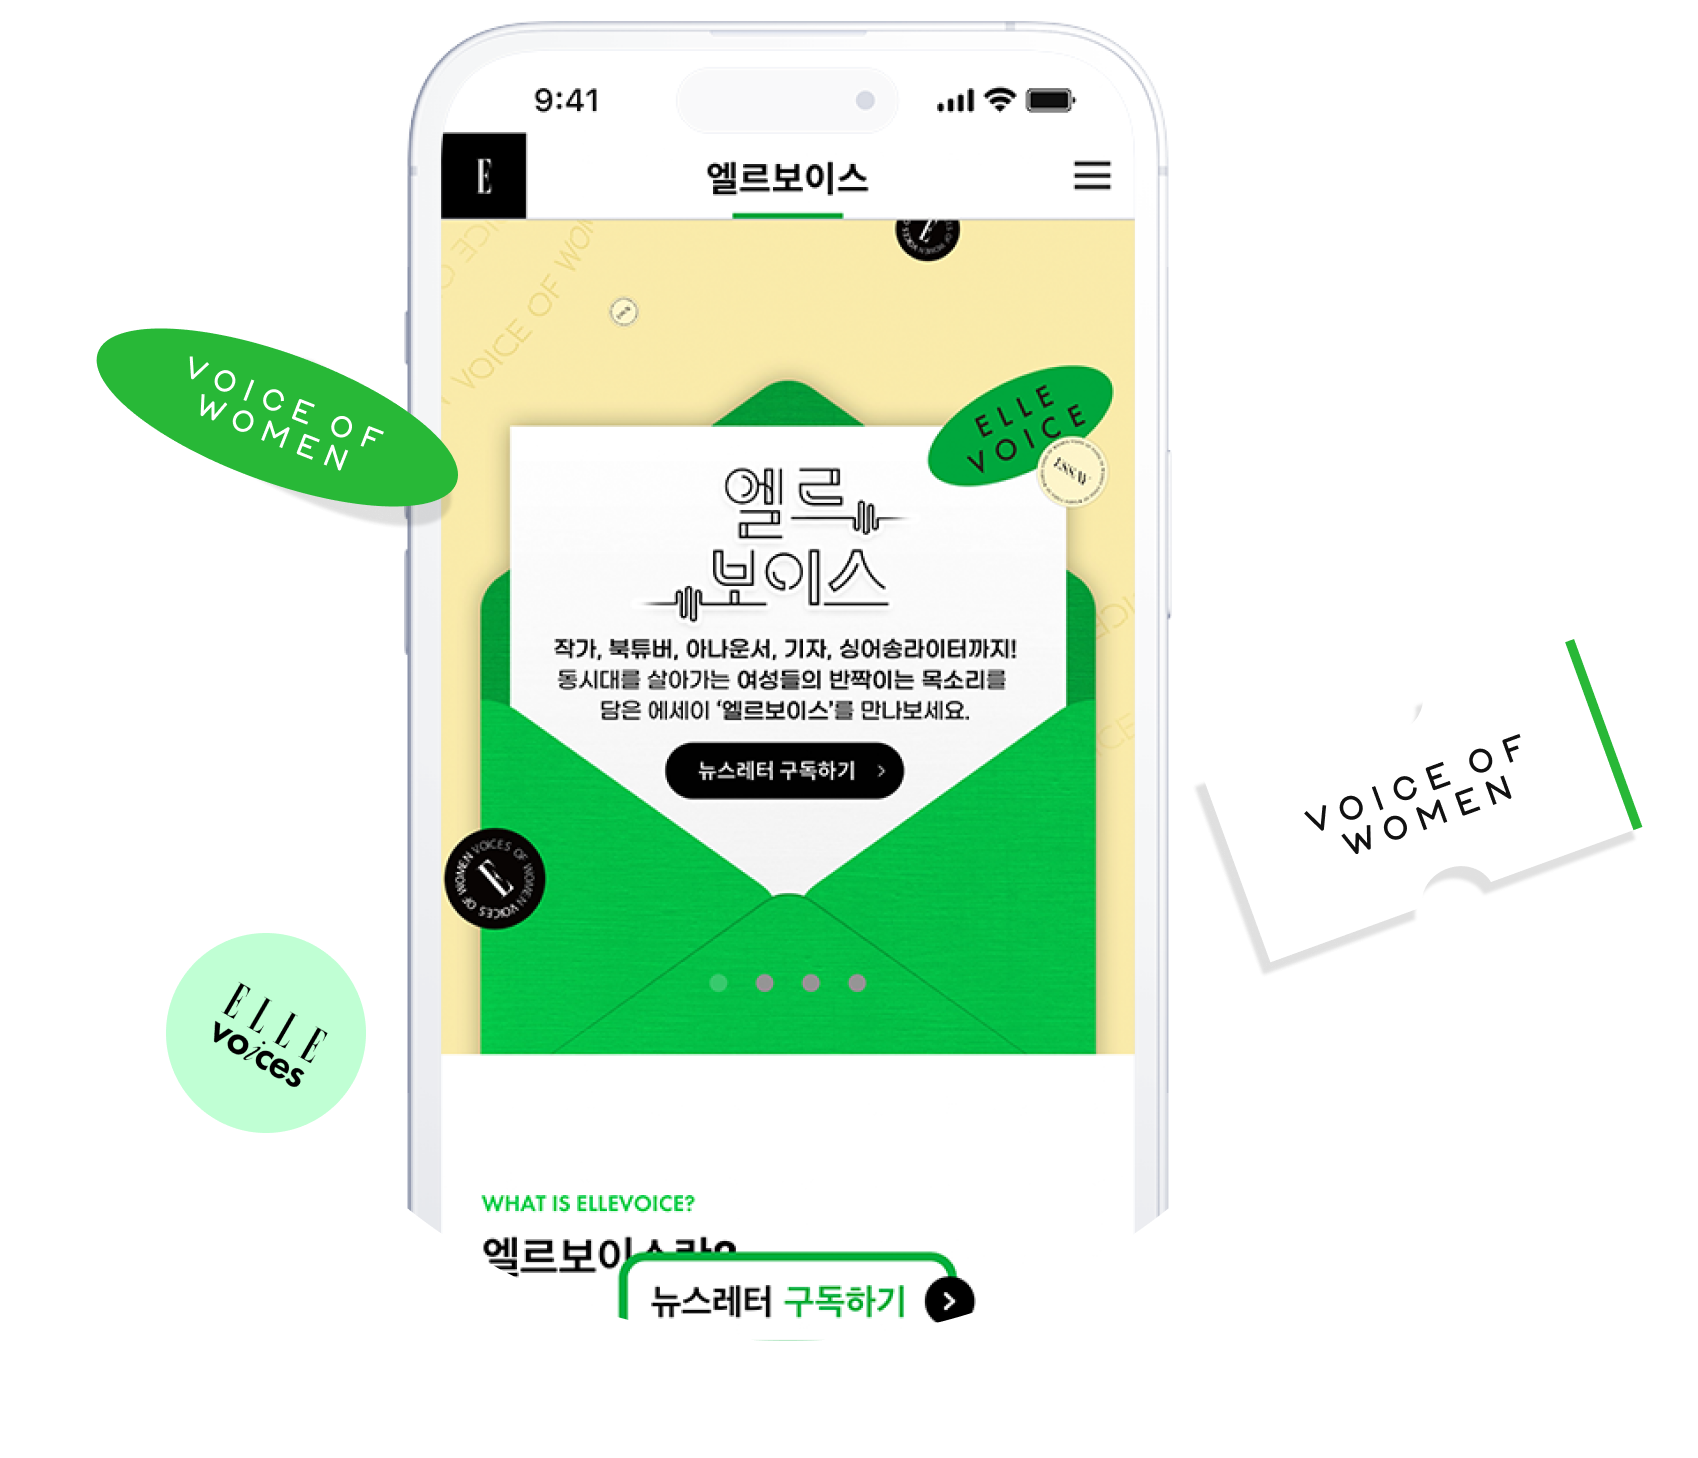 9:41
E
엘르보이스
VOICE OF WOM
VOICE OF
WOMEN
ELLE
VOICE
ESSAY
엘르
보이스
작가, 북튜버, 아나운서, 기자, 싱어송라이터까지!
동시대를 살아가는 여성들의 반짝이는 목소리를
담은 에세이 ‘엘르보이스’를 만나보세요.
뉴스레터 구독하기 >
VOICE OF
WOMEN
E
VOICES OF WOMEN VOICES OF WOMEN
ELLE
voices
WHAT IS ELLEVOICE?
엘르보이스란?
뉴스레터 구독하기 >